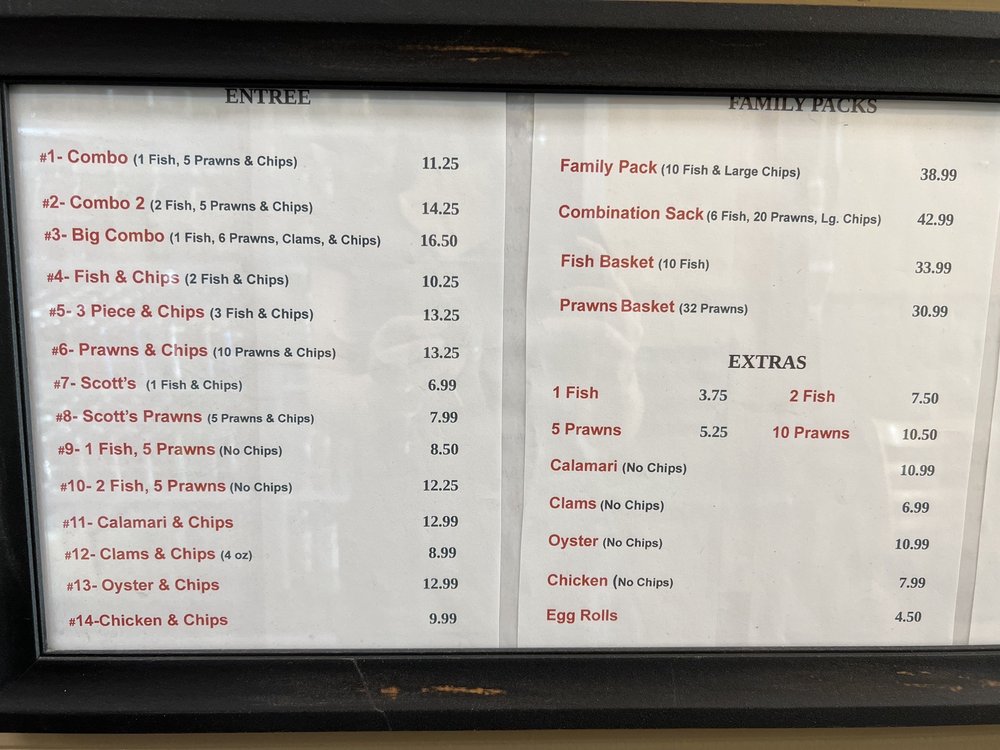 ENTREE
#1- Combo (1 Fish, 5 Prawns & Chips) 11.25
#2- Combo 2 (2 Fish, 5 Prawns & Chips) 14.25
#3- Big Combo (1 Fish, 6 Prawns, Clams, & Chips) 16.50
#4- Fish & Chips (2 Fish & Chips) 10.25
#5- 3 Piece & Chips (3 Fish & Chips) 13.25
#6- Prawns & Chips (10 Prawns & Chips) 13.25
#7- Scott's (1 Fish & Chips) 6.99
#8- Scott's Prawns (5 Prawns & Chips) 7.99
#9- 1 Fish, 5 Prawns (No Chips) 8.50
#10- 2 Fish, 5 Prawns (No Chips) 12.25
#11- Calamari & Chips 12.99
#12- Clams & Chips (4 oz) 8.99
#13- Oyster & Chips 12.99
#14-Chicken & Chips 9.99
FAMILY PACKS
Family Pack (10 Fish & Large Chips) 38.99
Combination Sack (6 Fish, 20 Prawns, Lg. Chips) 42.99
Fish Basket (10 Fish) 33.99
Prawns Basket (32 Prawns) 30.99
EXTRAS
1 Fish 3.75 2 Fish 7.50
5 Prawns 5.25 10 Prawns 10.50
Calamari (No Chips) 10.99
Clams (No Chips) 6.99
Oyster (No Chips) 10.99
Chicken (No Chips) 7.99
Egg Rolls 4.50